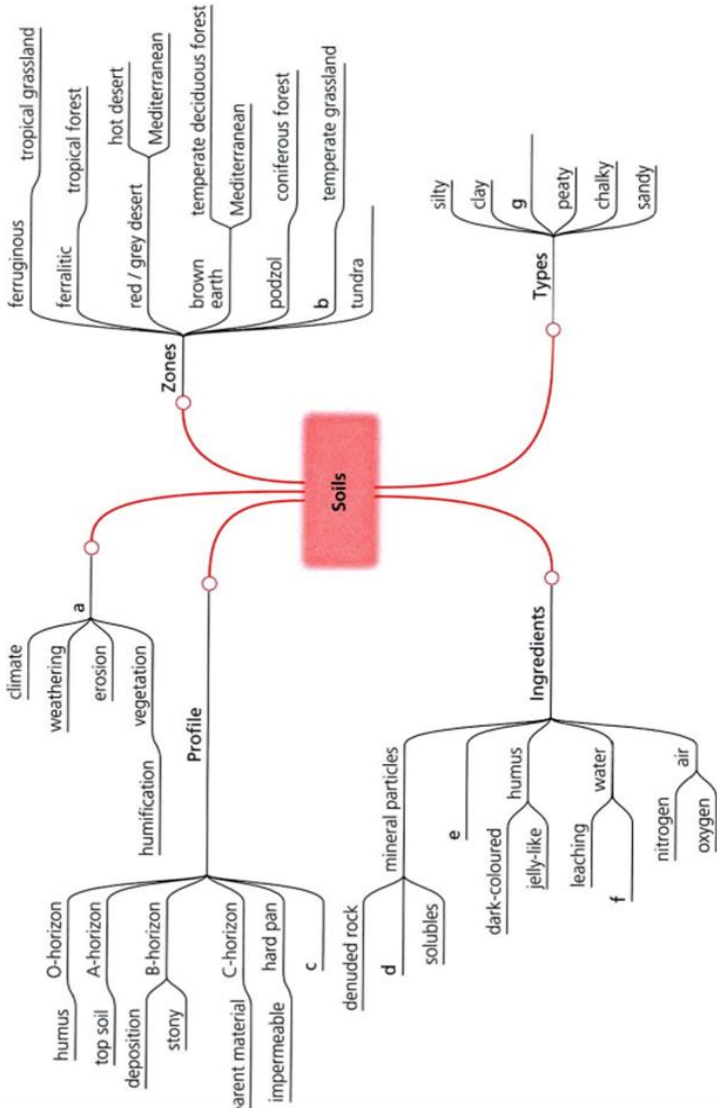 Soils
Zones
ferruginous
tropical grassland
ferralitic
tropical forest
red / grey desert
hot desert
Mediterranean
brown
earth
temperate deciduous forest
Mediterranean
podzol
coniferous forest
b
temperate grassland
tundra
Types
silty
clay
g
peaty
chalky
sandy
a
climate
weathering
erosion
vegetation
humification
Profile
O-horizon
humus
A-horizon
top soil
B-horizon
deposition
stony
C-horizon
parent material
hard pan
impermeable
c
Ingredients
mineral particles
denuded rock
d
solubles
e
humus
dark-coloured
jelly-like
water
leaching
f
air
nitrogen
oxygen